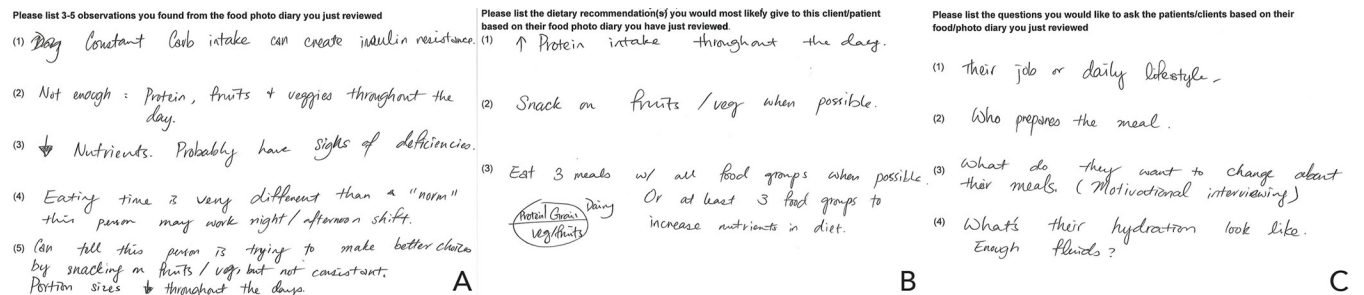 Please list 3-5 observations you found from the food photo diary you just reviewed
(1) Constant Carb intake can create insulin resistance.
(2) Not enough : Protein, fruits + veggies throughout the
day.
(3) ↓ Nutrients. Probably have signs of deficiencies.
(4) Eating time is very different than a "norm"
this person may work night/afternoon shift.
(5) Can tell this person is trying to make better choices
by snacking on fruits / veg, but not consistant.
Portion sizes ↓ throughout the days.
A
Please list the dietary recommendation(s) you would most likely give to this client/patient
based on their food photo diary you have just reviewed.
(1) ↑ Protein intake throughout the day.
(2) Snack on fruits / veg when possible.
(3) Eat 3 meals w/ all food groups when possible.
Or at least 3 food groups to
increase nutrients in diet.
Protein Grain Dairy
veg/fruits
B
Please list the questions you would like to ask the patients/clients based on their
food/photo diary you just reviewed
(1) Their job or daily lifestyle.
(2) Who prepares the meal.
(3) What do they want to change about
their meals. (Motivational interviewing)
(4) What's their hydration look like.
Enough fluids?
C